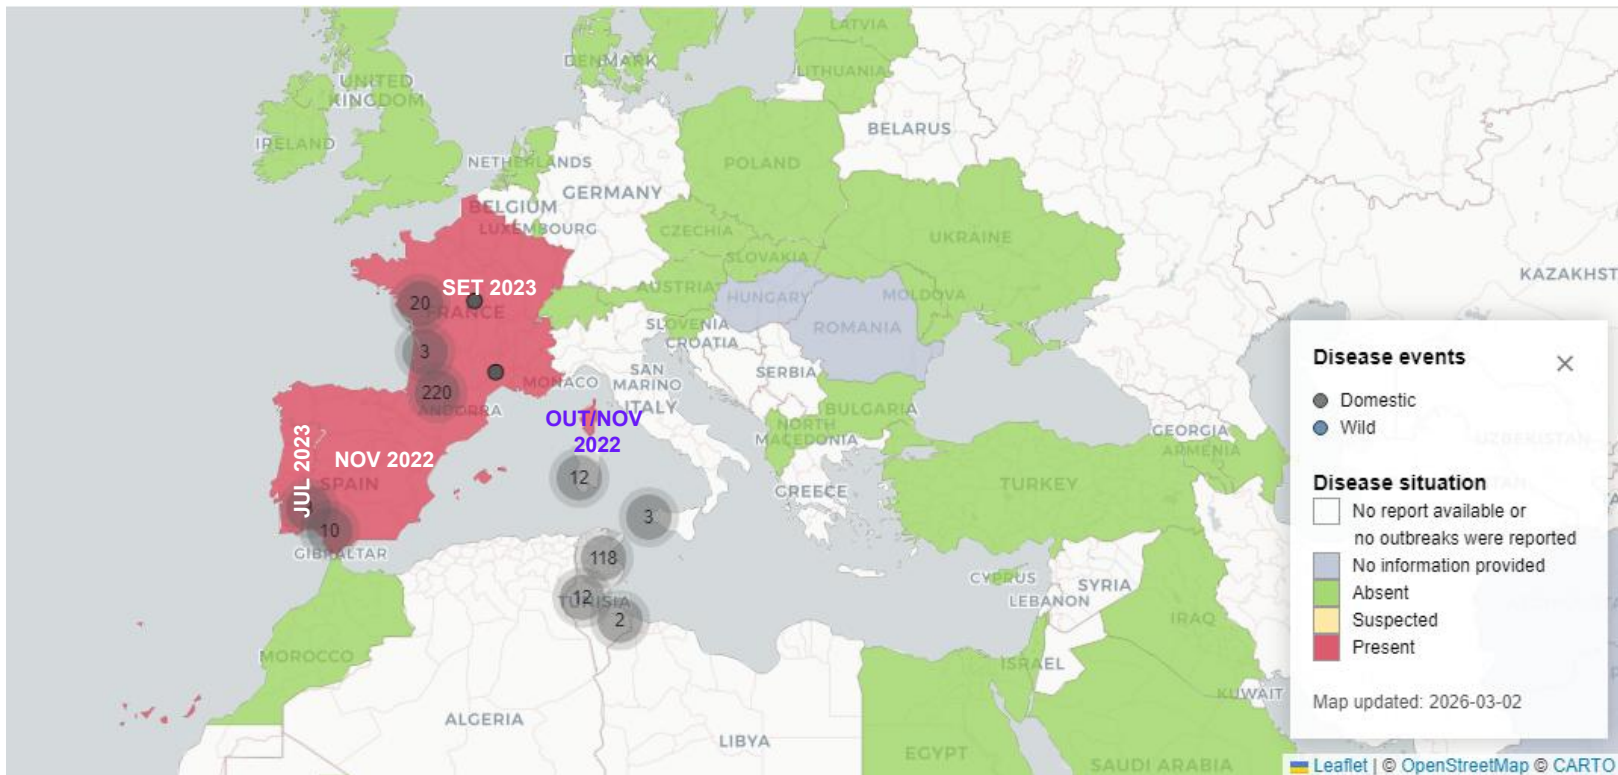 LATVIA
DENMARK
LITHUANIA
UNITED
KINGDOM
BELARUS
IRELAND
NETHERLANDS
POLAND
GERMANY
BELGIUM
LUXEMBOURG
CZECHIA
UKRAINE
SLOVAKIA
KAZAKHST
AUSTRIA
HUNGARY
MOLDOVA
SET 2023
20
FRANCE
SLOVENIA
CROATIA
ROMANIA
3
SAN
MARINO
SERBIA
MONACO
220
ANDORRA
ITALY
OUT/NOV
2022
BULGARIA
NORTH
MACEDONIA
GEORGIA
ARMENIA
UZBEKISTAN
JUL 2023
NOV 2022
SPAIN
12
GREECE
TURKEY
3
10
GIBRALTAR
118
CYPRUS
SYRIA
LEBANON
12
TUNISIA
2
IRAQ
MOROCCO
ISRAEL
KUWAIT
ALGERIA
LIBYA
EGYPT
SAUDI ARABIA
Disease events
Domestic
Wild
Disease situation
No report available or
no outbreaks were reported
No information provided
Absent
Suspected
Present
Map updated: 2026-03-02
Leaflet | © OpenStreetMap © CARTO